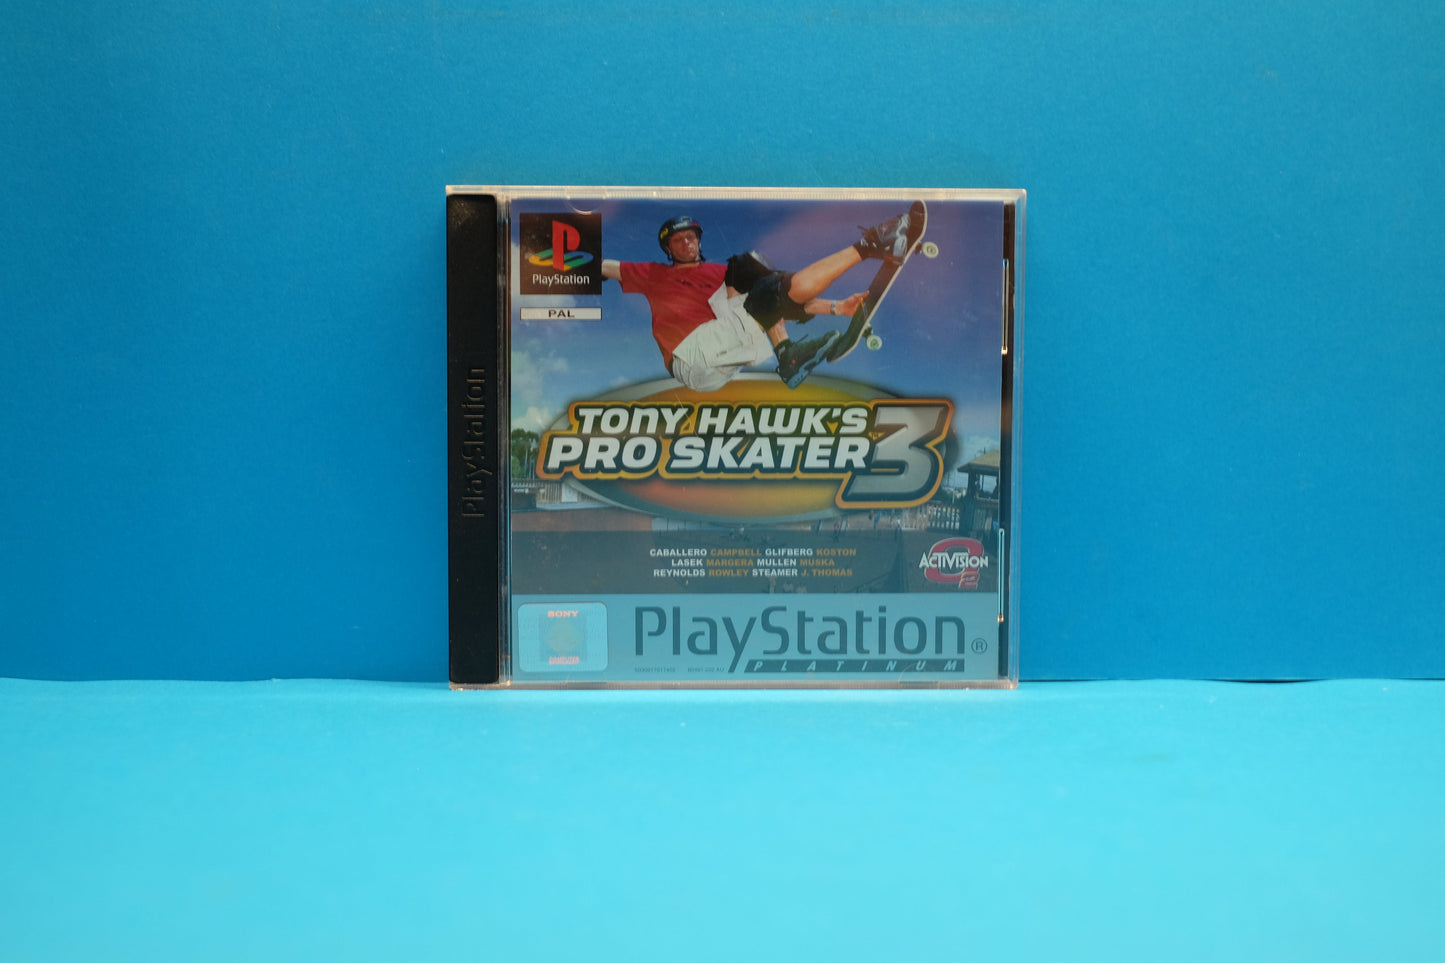 PlayStation
PAL
PlayStation
TONY HAWK'S
PRO SKATER 3
CABALLERO CAMPBELL GLIFBERG KOSTON
LASEK MARGERA MULLEN MUSKA
REYNOLDS ROWLEY STEAMER J. THOMAS
ACTIVISION
O2
SONY
PlayStation®
PLATINUM